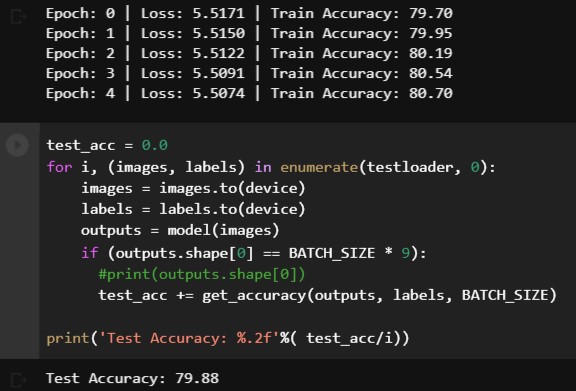 Epoch: 0 | Loss: 5.5171 | Train Accuracy: 79.70
Epoch: 1 | Loss: 5.5150 | Train Accuracy: 79.95
Epoch: 2 | Loss: 5.5122 | Train Accuracy: 80.19
Epoch: 3 | Loss: 5.5091 | Train Accuracy: 80.54
Epoch: 4 | Loss: 5.5074 | Train Accuracy: 80.70
test_acc = 0.0
for i, (images, labels) in enumerate(testloader, 0):
    images = images.to(device)
    labels = labels.to(device)
    outputs = model(images)
    if (outputs.shape[0] == BATCH_SIZE * 9):
      #print(outputs.shape[0])
      test_acc += get_accuracy(outputs, labels, BATCH_SIZE)
print('Test Accuracy: %.2f'%( test_acc/i))
Test Accuracy: 79.88